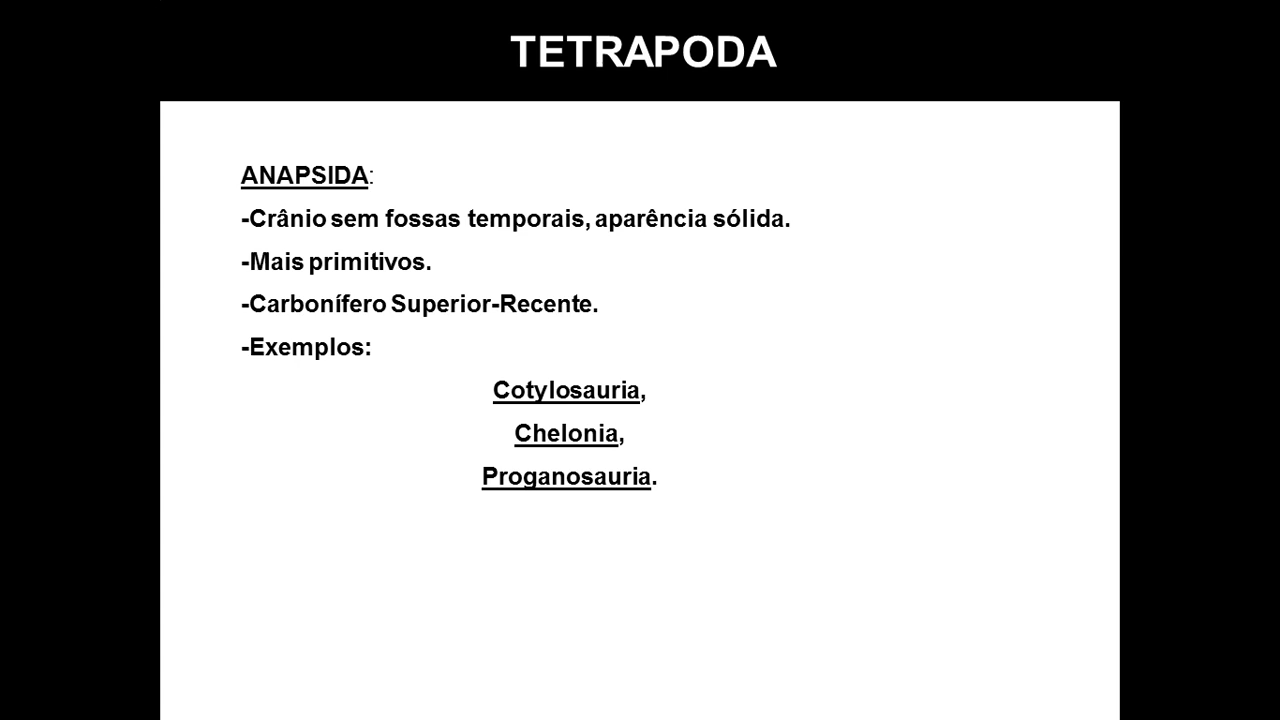 TETRAPODA
ANAPSIDA:
-Crânio sem fossas temporais, aparência sólida.
-Mais primitivos.
-Carbonífero Superior-Recente.
-Exemplos:
Cotylosauria,
Chelonia,
Proganosauria.